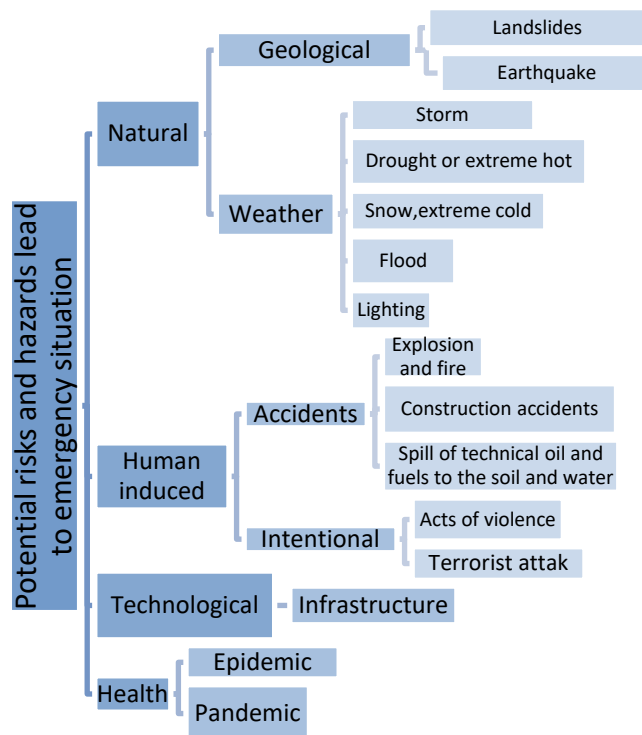 Potential risks and hazards lead
to emergency situation
Natural
Geological
Landslides
Earthquake
Weather
Storm
Drought or extreme hot
Snow,extreme cold
Flood
Lighting
Human
induced
Accidents
Explosion
and fire
Construction accidents
Spill of technical oil and
fuels to the soil and water
Intentional
Acts of violence
Terrorist attak
Technological
Infrastructure
Health
Epidemic
Pandemic